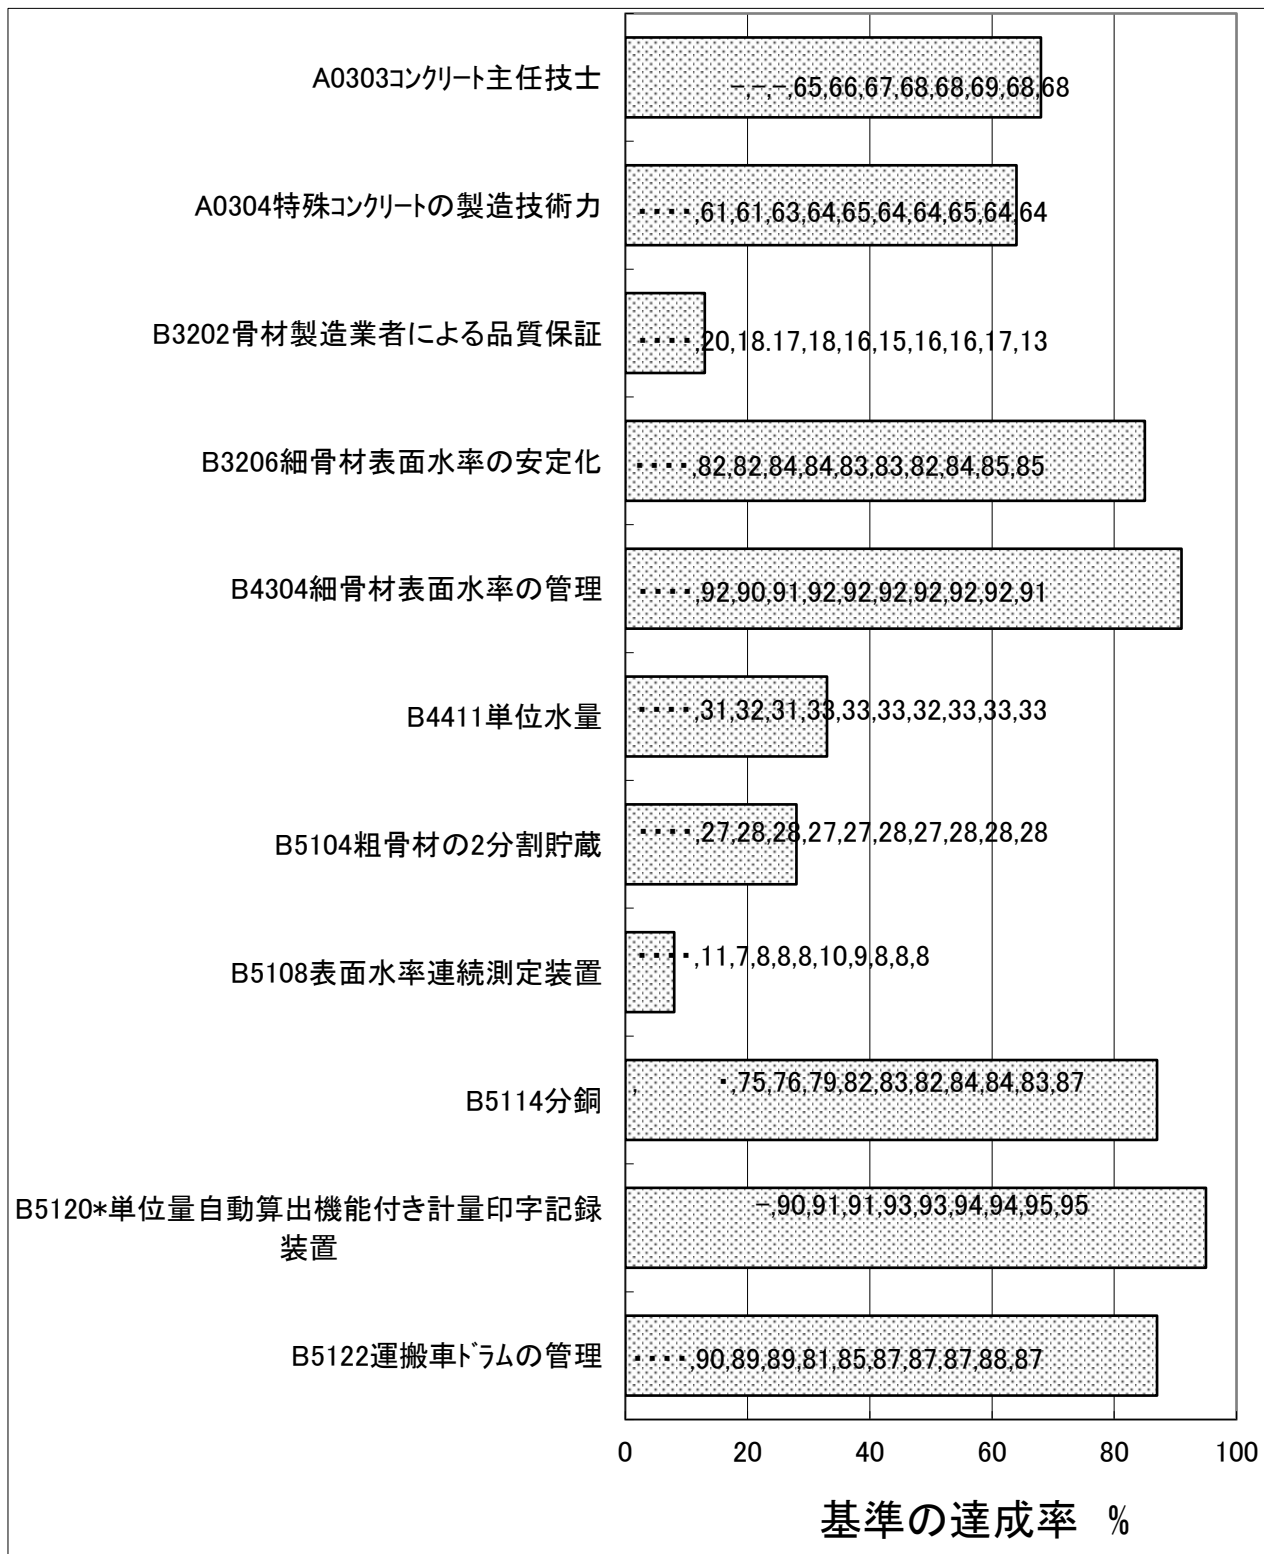 A0303ｺﾝｸﾘｰﾄ主任技士
−,−,−,65,66,67,68,68,69,68,68
A0304特殊ｺﾝｸﾘｰﾄの製造技術力
････,61,61,63,64,65,64,64,65,64,64
B3202骨材製造業者による品質保証
････,20,18.17,18,16,15,16,16,17,13
B3206細骨材表面水率の安定化
････,82,82,84,84,83,83,82,84,85,85
B4304細骨材表面水率の管理
････,92,90,91,92,92,92,92,92,92,91
B4411単位水量
････,31,32,31,33,33,33,32,33,33,33
B5104粗骨材の2分割貯蔵
････,27,28,28,27,27,28,27,28,28,28
B5108表面水率連続測定装置
････,11,7,8,8,8,10,9,8,8,8
B5114分銅
, ･,75,76,79,82,83,82,84,84,83,87
B5120*単位量自動算出機能付き計量印字記録
装置
−,90,91,91,93,93,94,94,95,95
B5122運搬車ﾄﾞﾗﾑの管理
････,90,89,89,81,85,87,87,87,88,87
0 20 40 60 80 100
基準の達成率 %